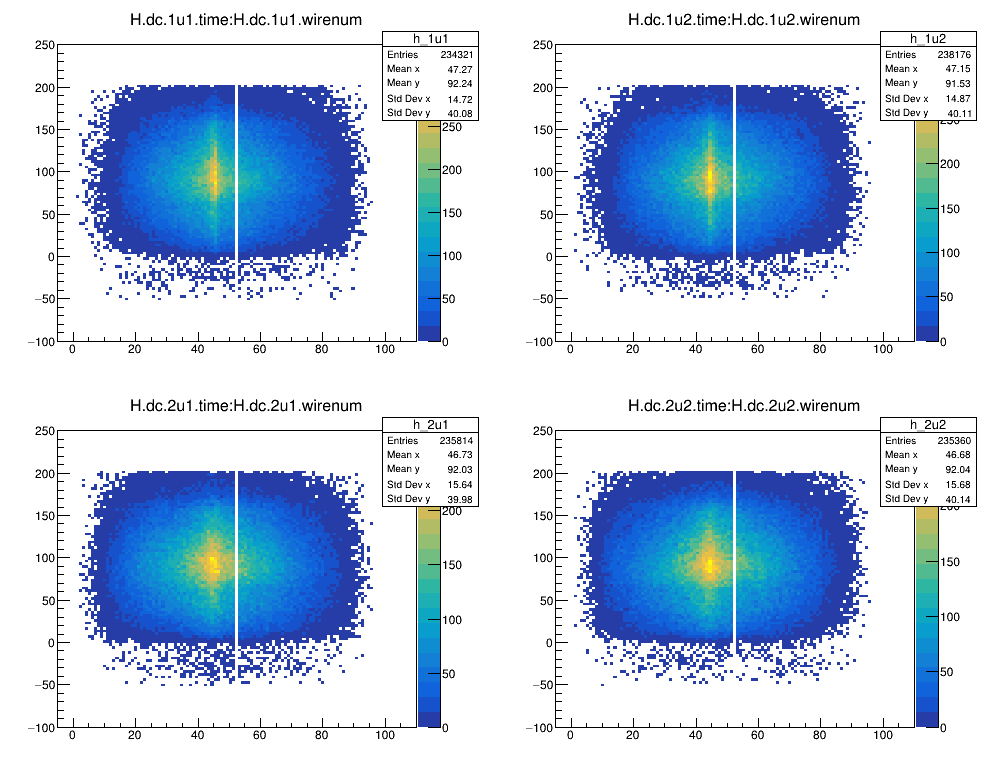 H.dc.1u1.time:H.dc.1u1.wirenum
h_1u1
Entries 234321
Mean x 47.27
Mean y 92.24
Std Dev x 14.72
Std Dev y 40.08
250
200
150
100
50
0
−50
−100
0 20 40 60 80 100
250
200
150
100
50
0
H.dc.1u2.time:H.dc.1u2.wirenum
h_1u2
Entries 238176
Mean x 47.15
Mean y 91.53
Std Dev x 14.87
Std Dev y 40.11
250
200
150
100
50
0
−50
−100
0 20 40 60 80 100
200
150
100
50
0
H.dc.2u1.time:H.dc.2u1.wirenum
h_2u1
Entries 235814
Mean x 46.73
Mean y 92.03
Std Dev x 15.64
Std Dev y 39.98
250
200
150
100
50
0
−50
−100
0 20 40 60 80 100
200
150
100
50
0
H.dc.2u2.time:H.dc.2u2.wirenum
h_2u2
Entries 235360
Mean x 46.68
Mean y 92.04
Std Dev x 15.68
Std Dev y 40.14
250
200
150
100
50
0
−50
−100
0 20 40 60 80 100
200
150
100
50
0